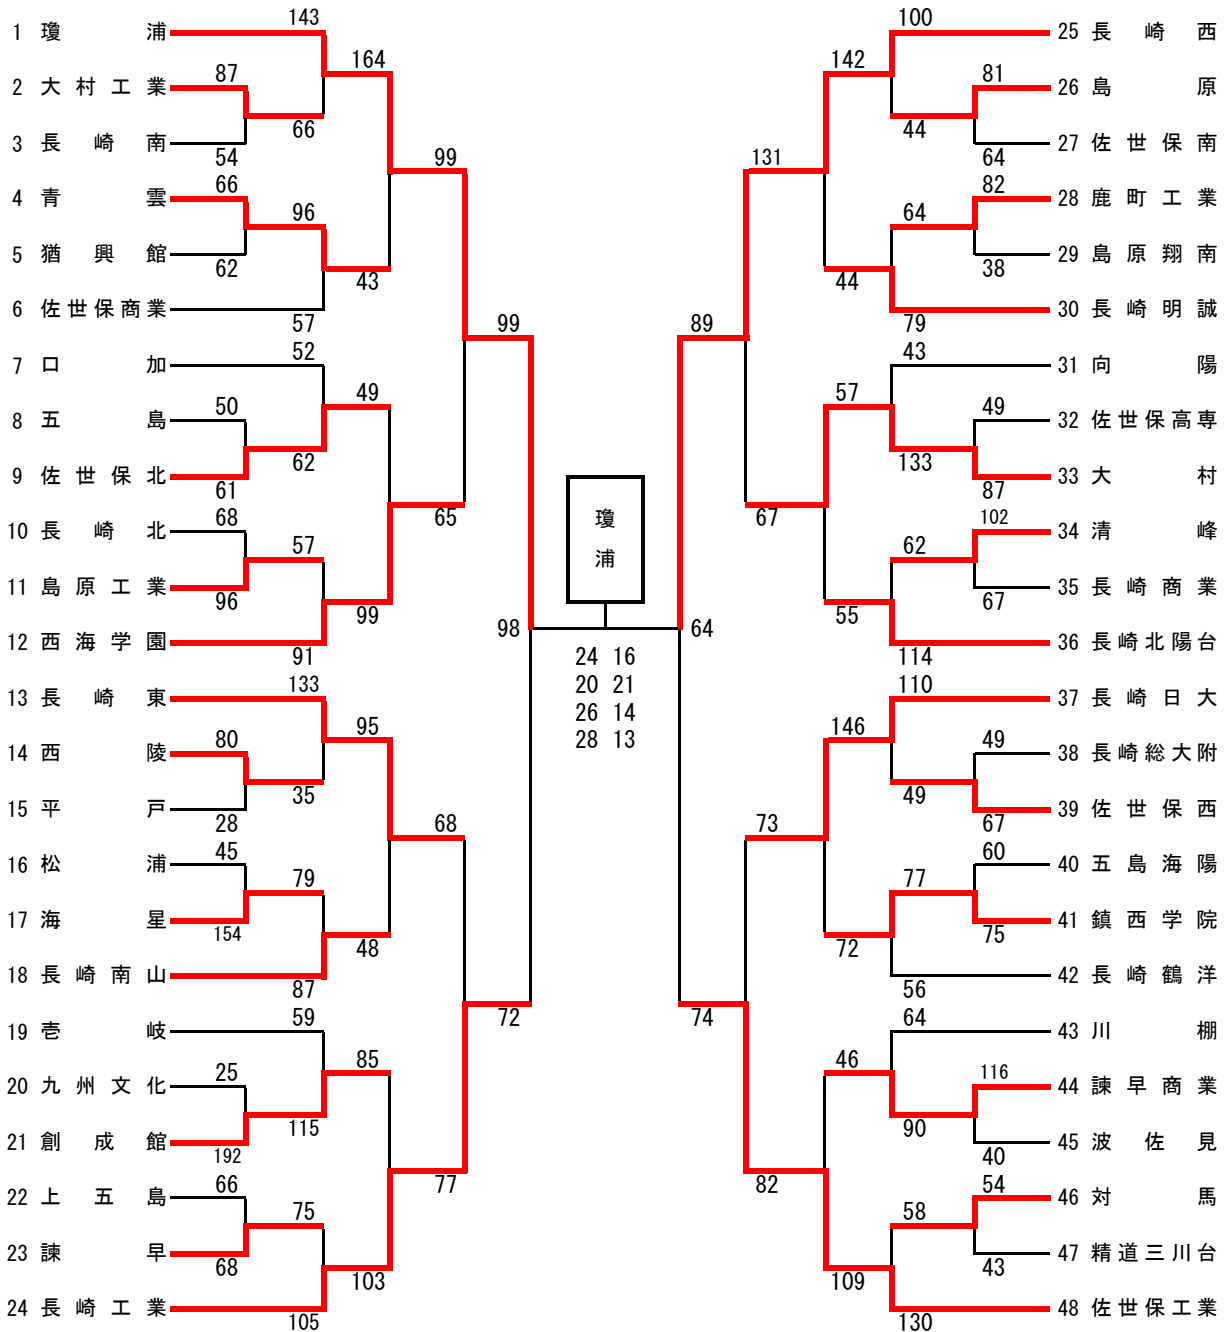 143
1 瓊浦
164
87
2 大村工業
66
3 長崎南
54
99
66
4 青雲
96
5 猶興館
62
43
6 佐世保商業
57
99
52
7 口加
49
50
8 五島
62
9 佐世保北
61
65
68
10 長崎北
57
11 島原工業
96
99
12 西海学園
91
98
133
13 長崎東
95
80
14 西陵
35
15 平戸
28
68
45
16 松浦
79
17 海星
154
48
18 長崎南山
87
72
59
19 壱岐
85
25
20 九州文化
115
21 創成館
192
77
66
22 上五島
75
23 諫早
68
103
24 長崎工業
105
瓊
浦
24 16
20 21
26 14
28 13
100
25 長崎西
142
81
26 島原
44
27 佐世保南
64
131
82
28 鹿町工業
64
29 島原翔南
38
44
30 長崎明誠
79
89
43
31 向陽
57
49
32 佐世保高専
133
33 大村
87
67
102
34 清峰
62
35 長崎商業
67
55
36 長崎北陽台
114
64
110
37 長崎日大
146
49
38 長崎総大附
49
39 佐世保西
67
73
60
40 五島海陽
77
41 鎮西学院
75
72
42 長崎鶴洋
56
74
64
43 川棚
46
116
44 諫早商業
90
45 波佐見
40
82
54
46 対馬
58
47 精道三川台
43
109
48 佐世保工業
130